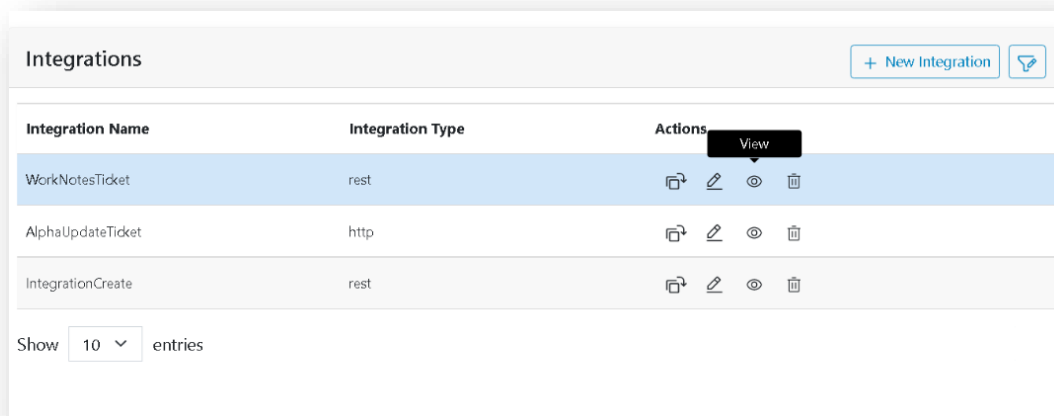 Integrations
+ New Integration
Integration Name Integration Type Actions
View
WorkNotesTicket rest
AlphaUpdateTicket http
IntegrationCreate rest
Show 10 entries